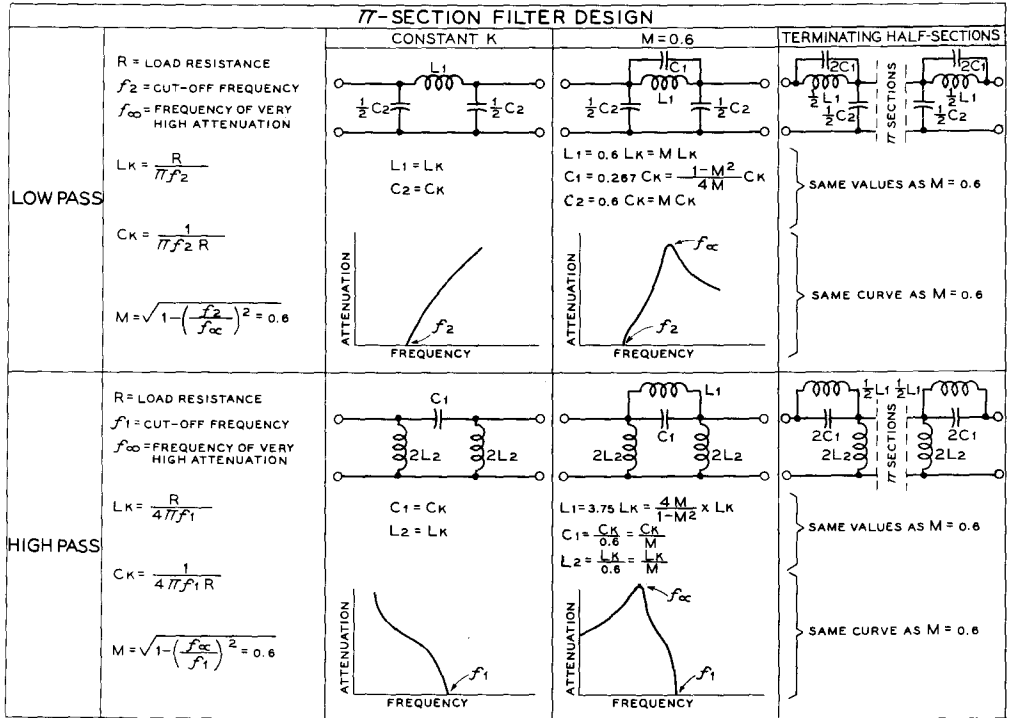 π-SECTION FILTER DESIGN
CONSTANT K
M=0.6
TERMINATING HALF-SECTIONS
LOW PASS
R = LOAD RESISTANCE
f2 = CUT-OFF FREQUENCY
f∞ = FREQUENCY OF VERY
HIGH ATTENUATION
LK = R / πf2
CK = 1 / πf2 R
M = √1-(f2/f∝)² = 0.6
L1
½C2
½C2
L1 = LK
C2 = CK
ATTENUATION
f2
FREQUENCY
C1
L1
½C2
½C2
L1 = 0.6 LK = M LK
C1 = 0.267 CK = 1-M²/4M CK
C2 = 0.6 CK = M CK
ATTENUATION
f∝
f2
FREQUENCY
2C1
½L1
½C2
π SECTIONS
2C1
½L1
½C2
SAME VALUES AS M = 0.6
SAME CURVE AS M = 0.6
HIGH PASS
R = LOAD RESISTANCE
f1 = CUT-OFF FREQUENCY
f∞ = FREQUENCY OF VERY
HIGH ATTENUATION
LK = R / 4πf1
CK = 1 / 4πf1 R
M = √1-(f∝/f1)² = 0.6
C1
2L2
2L2
C1 = CK
L2 = LK
ATTENUATION
f1
FREQUENCY
L1
C1
2L2
2L2
L1 = 3.75 LK = 4M/1-M² x LK
C1 = CK/0.6 = CK/M
L2 = LK/0.6 = LK/M
ATTENUATION
f∝
f1
FREQUENCY
½L1 ½L1
2C1
2L2
π SECTIONS
2C1
2L2
SAME VALUES AS M = 0.6
SAME CURVE AS M = 0.6